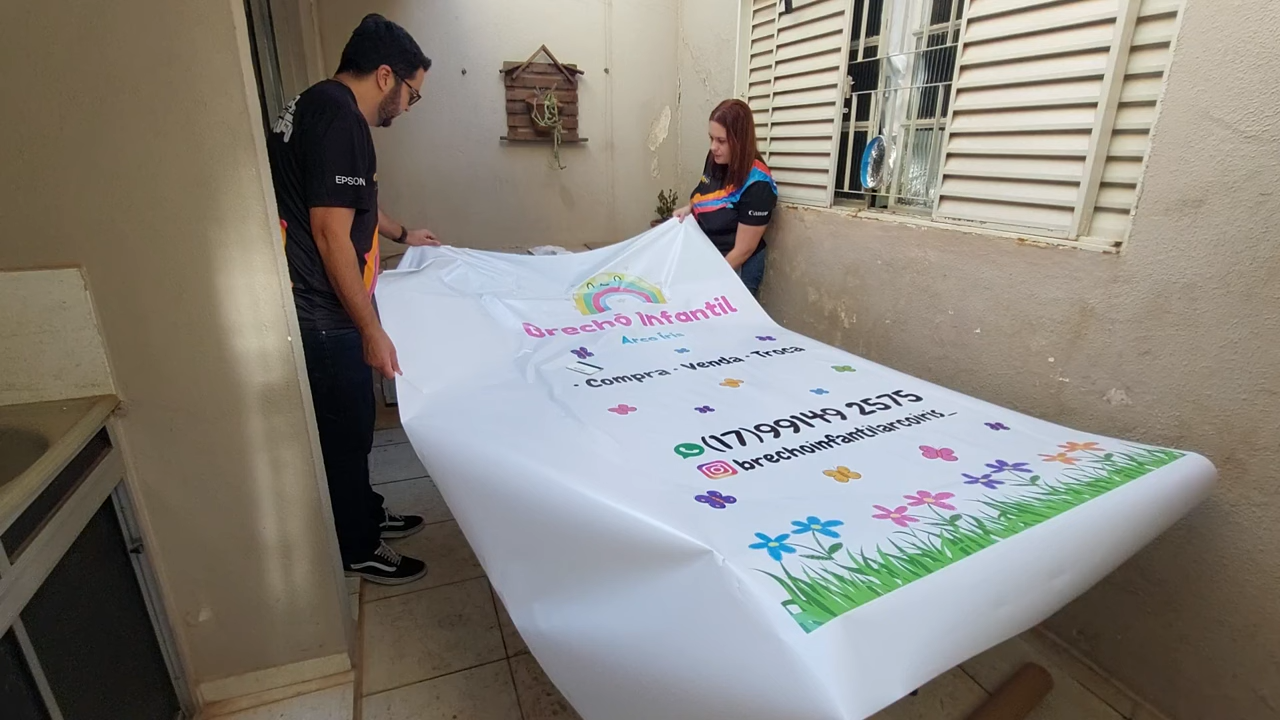 EPSON
Canon
Brechó Infantil
Arco Íris
• Compra - Venda - Troca
(17)99149 2575
brechoinfantilarcoiris_